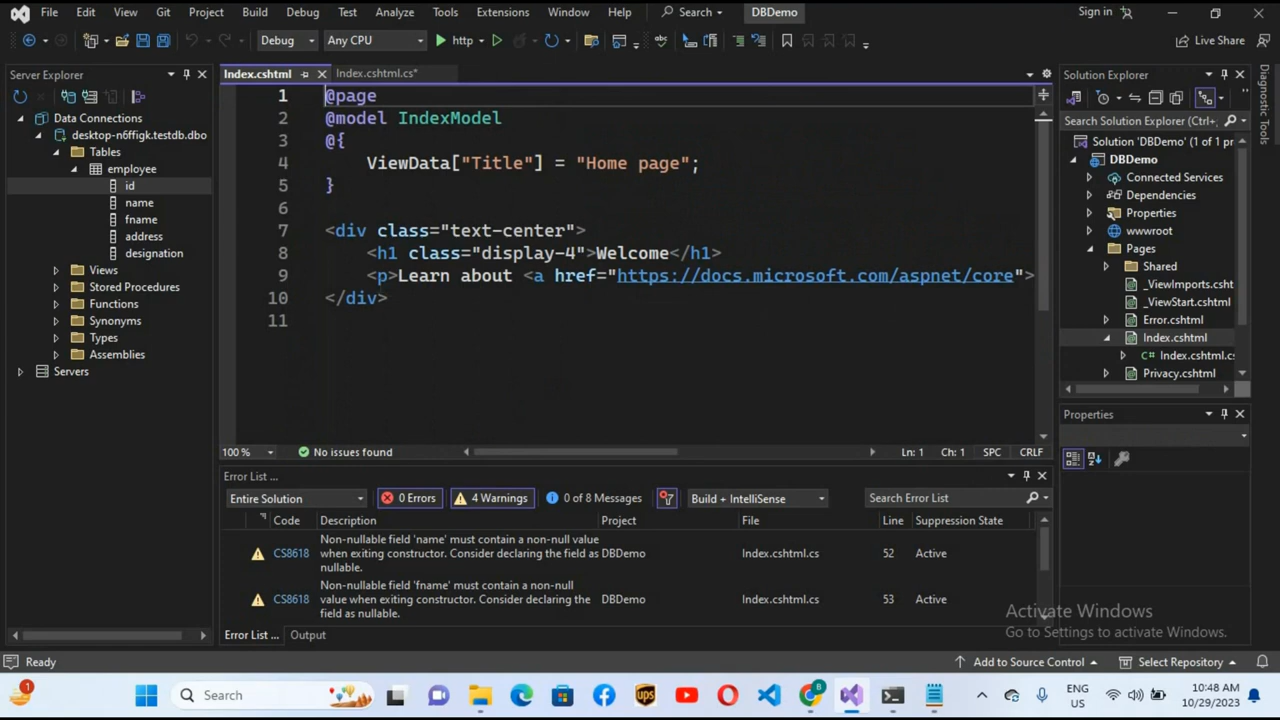 File Edit View Git Project Build Debug Test Analyze Tools Extensions Window Help Search DBDemo Sign in
Debug Any CPU http Live Share
Server Explorer
Data Connections
desktop-n6ffigk.testdb.dbo
Tables
employee
id
name
fname
address
designation
Views
Stored Procedures
Functions
Synonyms
Types
Assemblies
Servers
Index.cshtml Index.cshtml.cs*
1 @page
2 @model IndexModel
3 @{
4 ViewData["Title"] = "Home page";
5 }
6
7 <div class="text-center">
8 <h1 class="display-4">Welcome</h1>
9 <p>Learn about <a href="https://docs.microsoft.com/aspnet/core">
10 </div>
11
100 % No issues found Ln: 1 Ch: 1 SPC CRLF
Solution Explorer
Search Solution Explorer (Ctrl+
Solution 'DBDemo' (1 of 1 pr
DBDemo
Connected Services
Dependencies
Properties
wwwroot
Pages
Shared
_ViewImports.csht
_ViewStart.cshtml
Error.cshtml
Index.cshtml
C# Index.cshtml.cs
Privacy.cshtml
Diagnostic Tools
Properties
Error List ...
Entire Solution 0 Errors 4 Warnings 0 of 8 Messages Build + IntelliSense Search Error List
Code Description Project File Line Suppression State
Non-nullable field 'name' must contain a non-null value
CS8618 when exiting constructor. Consider declaring the field as DBDemo Index.cshtml.cs 52 Active
nullable.
Non-nullable field 'fname' must contain a non-null
CS8618 value when exiting constructor. Consider declaring the DBDemo Index.cshtml.cs 53 Active
field as nullable.
Activate Windows
Go to Settings to activate Windows.
Error List ... Output
Ready Add to Source Control Select Repository
1 Search ups 8 ENG 10:48 AM
US 10/29/2023